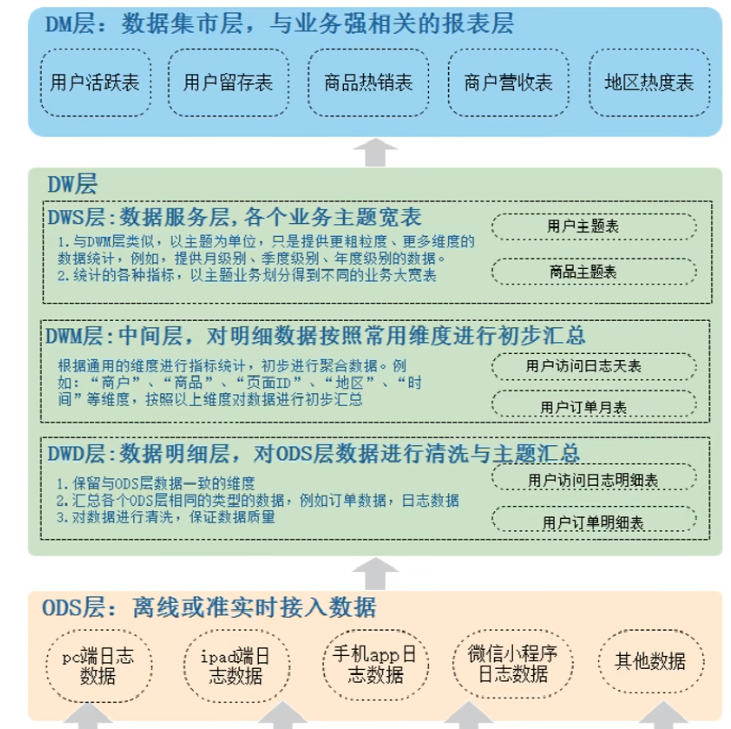 DM层：数据集市层，与业务强相关的报表层
用户活跃表
用户留存表
商品热销表
商户营收表
地区热度表
DW层
DWS层:数据服务层,各个业务主题宽表
1.与DWM层类似，以主题为单位，只是提供更粗粒度、更多维度的
数据统计，例如，提供月级别、季度级别、年度级别的数据。
2.统计的各种指标，以主题业务划分得到不同的业务大宽表
用户主题表
商品主题表
DWM层:中间层，对明细数据按照常用维度进行初步汇总
根据通用的维度进行指标统计，初步进行聚合数据。例
如：“商户”、“商品”、“页面ID”、“地区”、“时
间”等维度，按照以上维度对数据进行初步汇总
用户访问日志天表
用户订单月表
DWD层:数据明细层，对ODS层数据进行清洗与主题汇总
1.保留与ODS层数据一致的维度
2.汇总各个ODS层相同的类型的数据，例如订单数据，日志数据
3.对数据进行清洗，保证数据质量
用户访问日志明细表
用户订单明细表
ODS层：离线或准实时接入数据
pc端日志
数据
ipad端日
志数据
手机app日
志数据
微信小程序
日志数据
其他数据